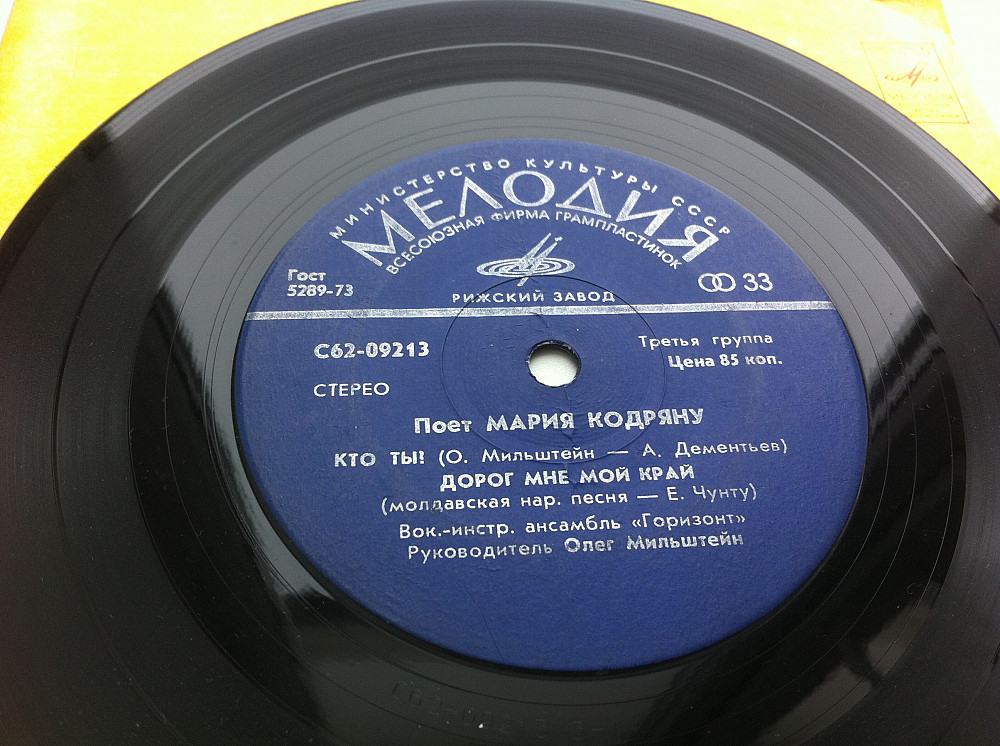 МИНИСТЕРСТВО КУЛЬТУРЫ СССР
МЕЛОДИЯ
ВСЕСОЮЗНАЯ ФИРМА ГРАМПЛАСТИНОК
Гост
5289-73
33
РИЖСКИЙ ЗАВОД
С62-09213
Третья группа
Цена 85 коп.
СТЕРЕО
Поет МАРИЯ КОДРЯНУ
КТО ТЫ? (О. Мильштейн — А. Дементьев)
ДОРОГ МНЕ МОЙ КРАЙ
(молдавская нар. песня — Е. Чунту)
Вок.-инстр. ансамбль «Горизонт»
Руководитель Олег Мильштейн